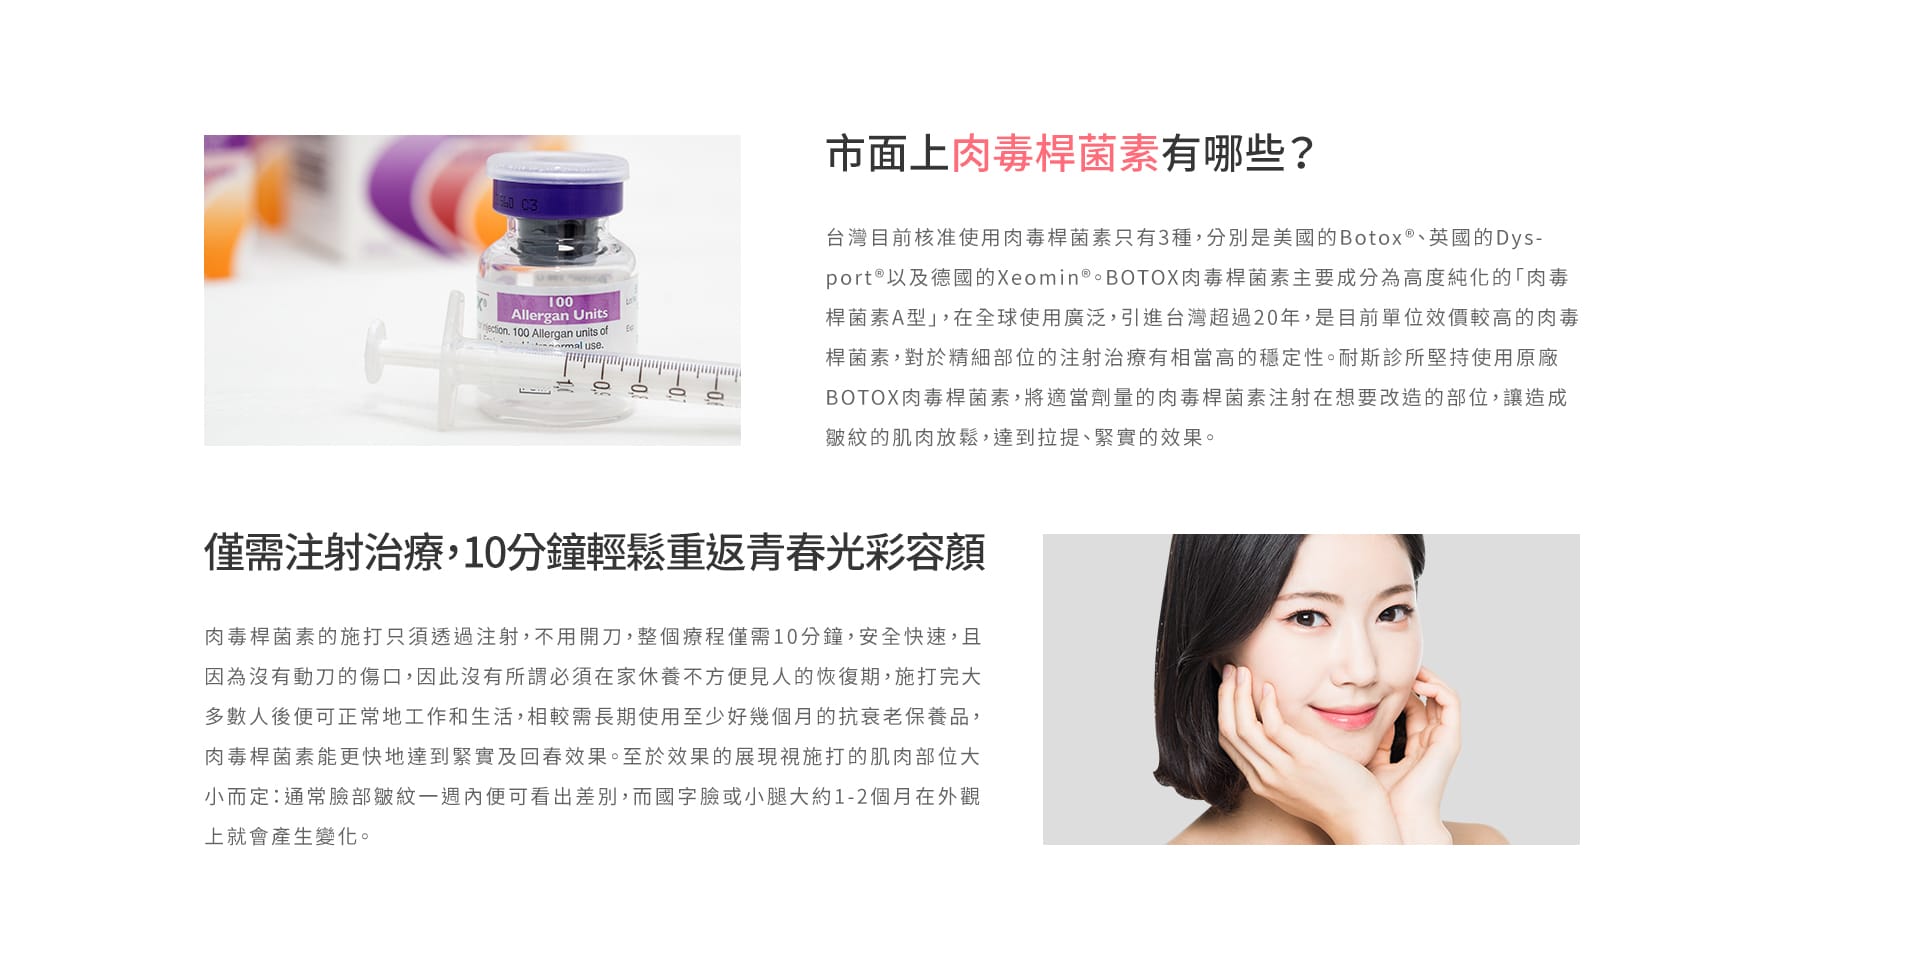 市面上肉毒桿菌素有哪些？
台灣目前核准使用肉毒桿菌素只有3種，分別是美國的Botox®、英國的Dys-
port®以及德國的Xeomin®。BOTOX肉毒桿菌素主要成分為高度純化的「肉毒
桿菌素A型」，在全球使用廣泛，引進台灣超過20年，是目前單位效價較高的肉毒
桿菌素，對於精細部位的注射治療有相當高的穩定性。耐斯診所堅持使用原廠
BOTOX肉毒桿菌素，將適當劑量的肉毒桿菌素注射在想要改造的部位，讓造成
皺紋的肌肉放鬆，達到拉提、緊實的效果。
C3
100
Allergan Units
injection. 100 Allergan units of
use.
僅需注射治療，10分鐘輕鬆重返青春光彩容顏
肉毒桿菌素的施打只須透過注射，不用開刀，整個療程僅需10分鐘，安全快速，且
因為沒有動刀的傷口，因此沒有所謂必須在家休養不方便見人的恢復期，施打完大
多數人後便可正常地工作和生活，相較需長期使用至少好幾個月的抗衰老保養品，
肉毒桿菌素能更快地達到緊實及回春效果。至於效果的展現視施打的肌肉部位大
小而定：通常臉部皺紋一週內便可看出差別，而國字臉或小腿大約1-2個月在外觀
上就會產生變化。